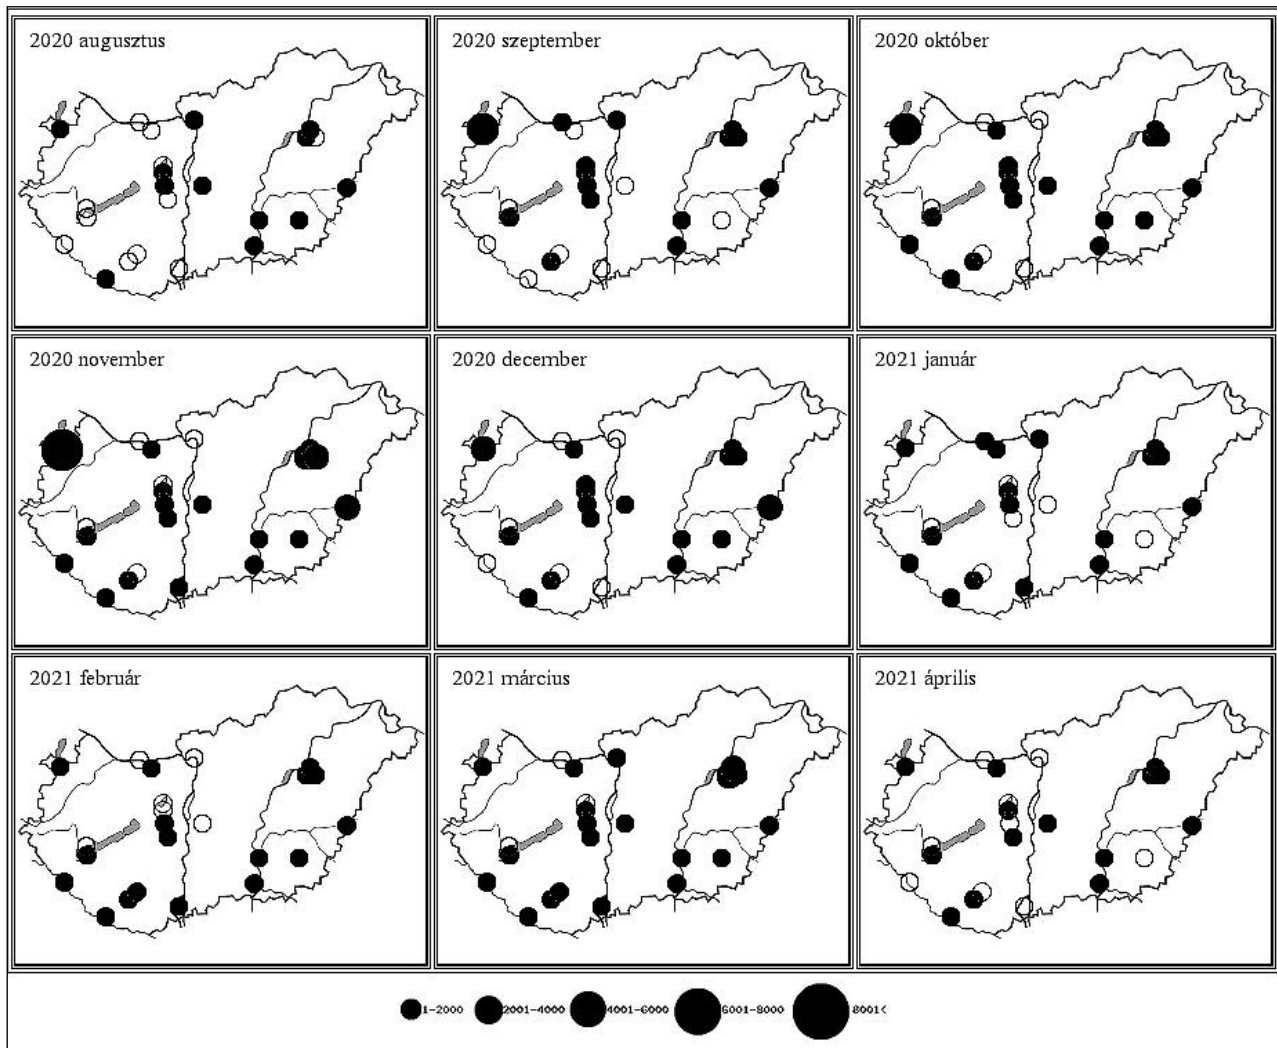 2020 augusztus
2020 szeptember
2020 október
2020 november
2020 december
2021 január
2021 február
2021 március
2021 április
1-2000 2001-4000 4001-6000 6001-8000 8001<